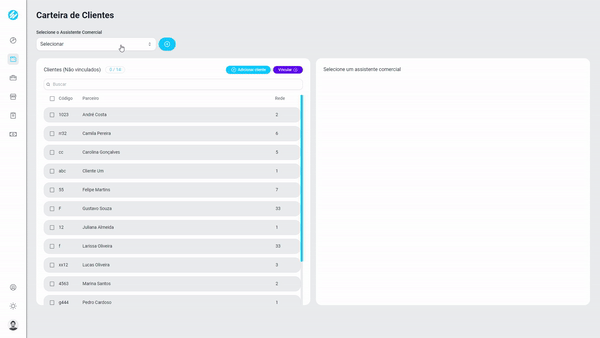 Carteira de Clientes
Selecione o Assistente Comercial
Selecionar
Clientes (Não vinculados)
0 / 14
Adicionar cliente
Vincular
Selecione um assistente comercial
Buscar
Código Parceiro Rede
1023 André Costa 2
rr32 Camila Pereira 6
cc Carolina Gonçalves 5
abc Cliente Um 1
55 Felipe Martins 7
F Gustavo Souza 33
12 Juliana Almeida 1
f Larissa Oliveira 33
ss12 Lucas Oliveira 3
4563 Marina Santos 2
g444 Pedro Cardoso 1